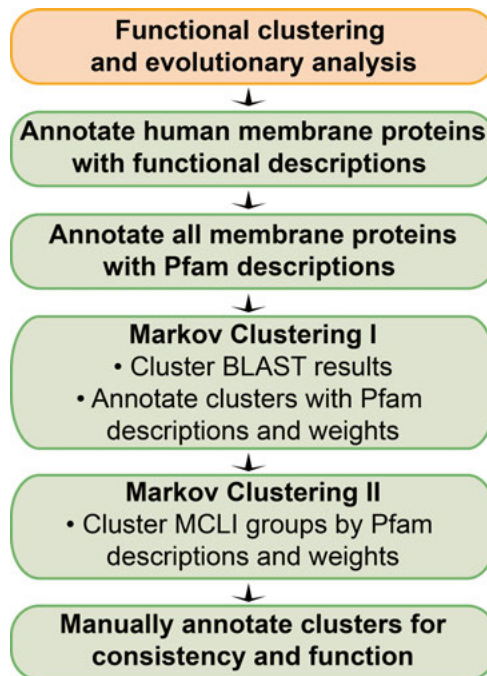 Functional clustering
and evolutionary analysis
Annotate human membrane proteins
with functional descriptions
Annotate all membrane proteins
with Pfam descriptions
Markov Clustering I
• Cluster BLAST results
• Annotate clusters with Pfam
descriptions and weights
Markov Clustering II
• Cluster MCLI groups by Pfam
descriptions and weights
Manually annotate clusters for
consistency and function